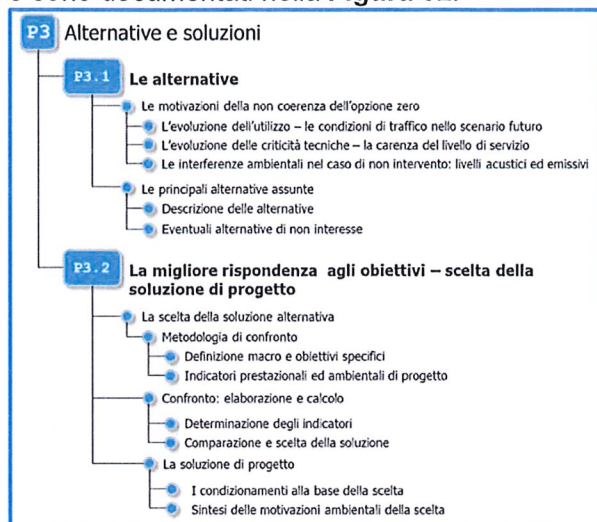 P3 Alternative e soluzioni
P3.1 Le alternative
Le motivazioni della non coerenza dell'opzione zero
L'evoluzione dell'utilizzo – le condizioni di traffico nello scenario futuro
L'evoluzione delle criticità tecniche – la carenza del livello di servizio
Le interferenze ambientali nel caso di non intervento: livelli acustici ed emissivi
Le principali alternative assunte
Descrizione delle alternative
Eventuali alternative di non interesse
P3.2 La migliore rispondenza agli obiettivi – scelta della
soluzione di progetto
La scelta della soluzione alternativa
Metodologia di confronto
Definizione macro e obiettivi specifici
Indicatori prestazionali ed ambientali di progetto
Confronto: elaborazione e calcolo
Determinazione degli indicatori
Comparazione e scelta della soluzione
La soluzione di progetto
I condizionamenti alla base della scelta
Sintesi delle motivazioni ambientali della scelta